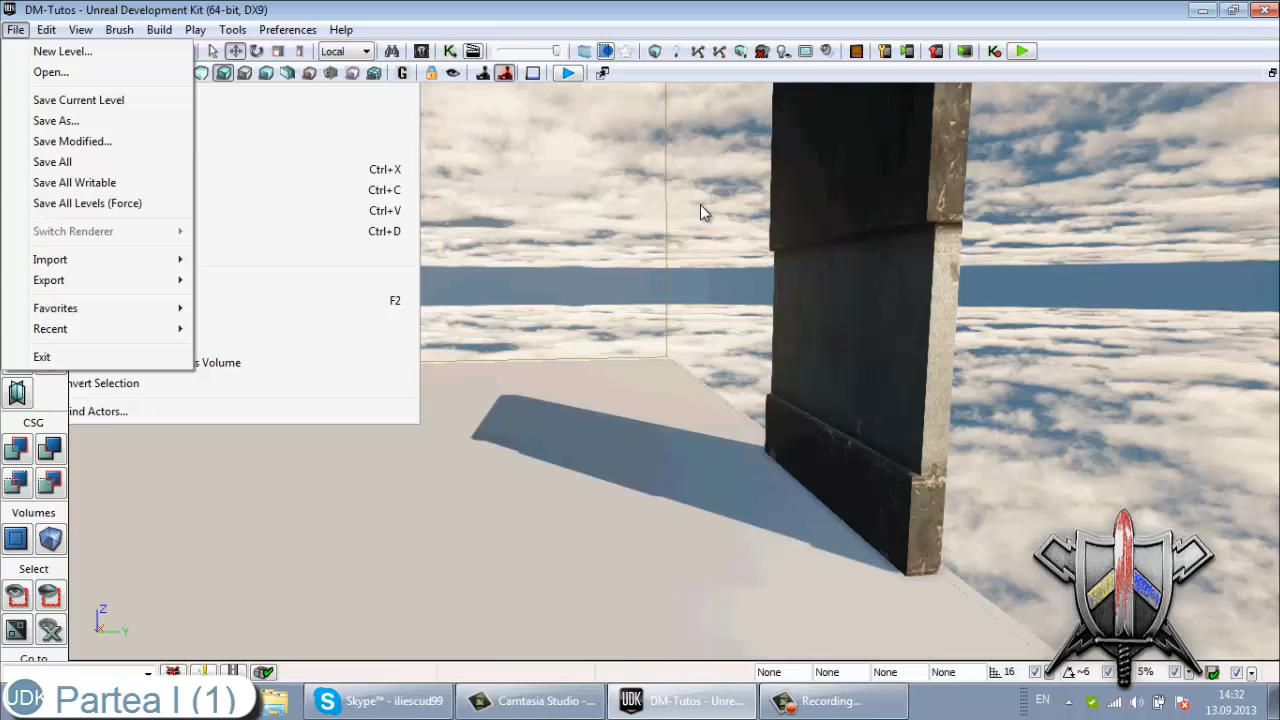 DM-Tutos - Unreal Development Kit (64-bit, DX9)
File Edit View Brush Build Play Tools Preferences Help
Local
New Level...
Open...
Save Current Level
Save As...
Save Modified...
Save All
Save All Writable
Save All Levels (Force)
Switch Renderer
Import
Export
Favorites
Recent
Exit
Ctrl+X
Ctrl+C
Ctrl+V
Ctrl+D
F2
s Volume
nvert Selection
ind Actors...
CSG
Volumes
Select
Go to
Z
Y
None None None None 16 ~6 5%
UDK Partea I (1)
Skype™ - iliescud99
Camtasia Studio -...
UDK DM-Tutos - Unre...
Recording...
EN
14:32
13.09.2013